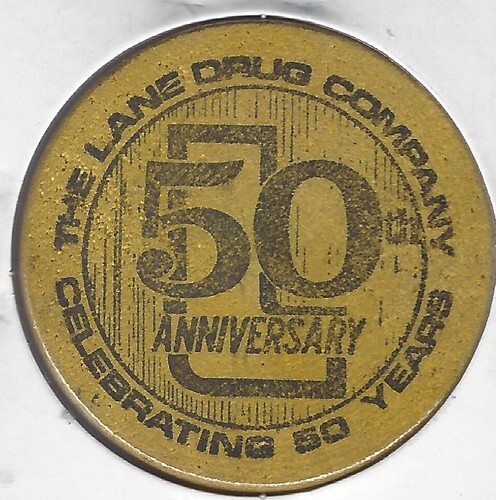 THE LANE DRUG COMPANY
50th
ANNIVERSARY
CELEBRATING 50 YEARS